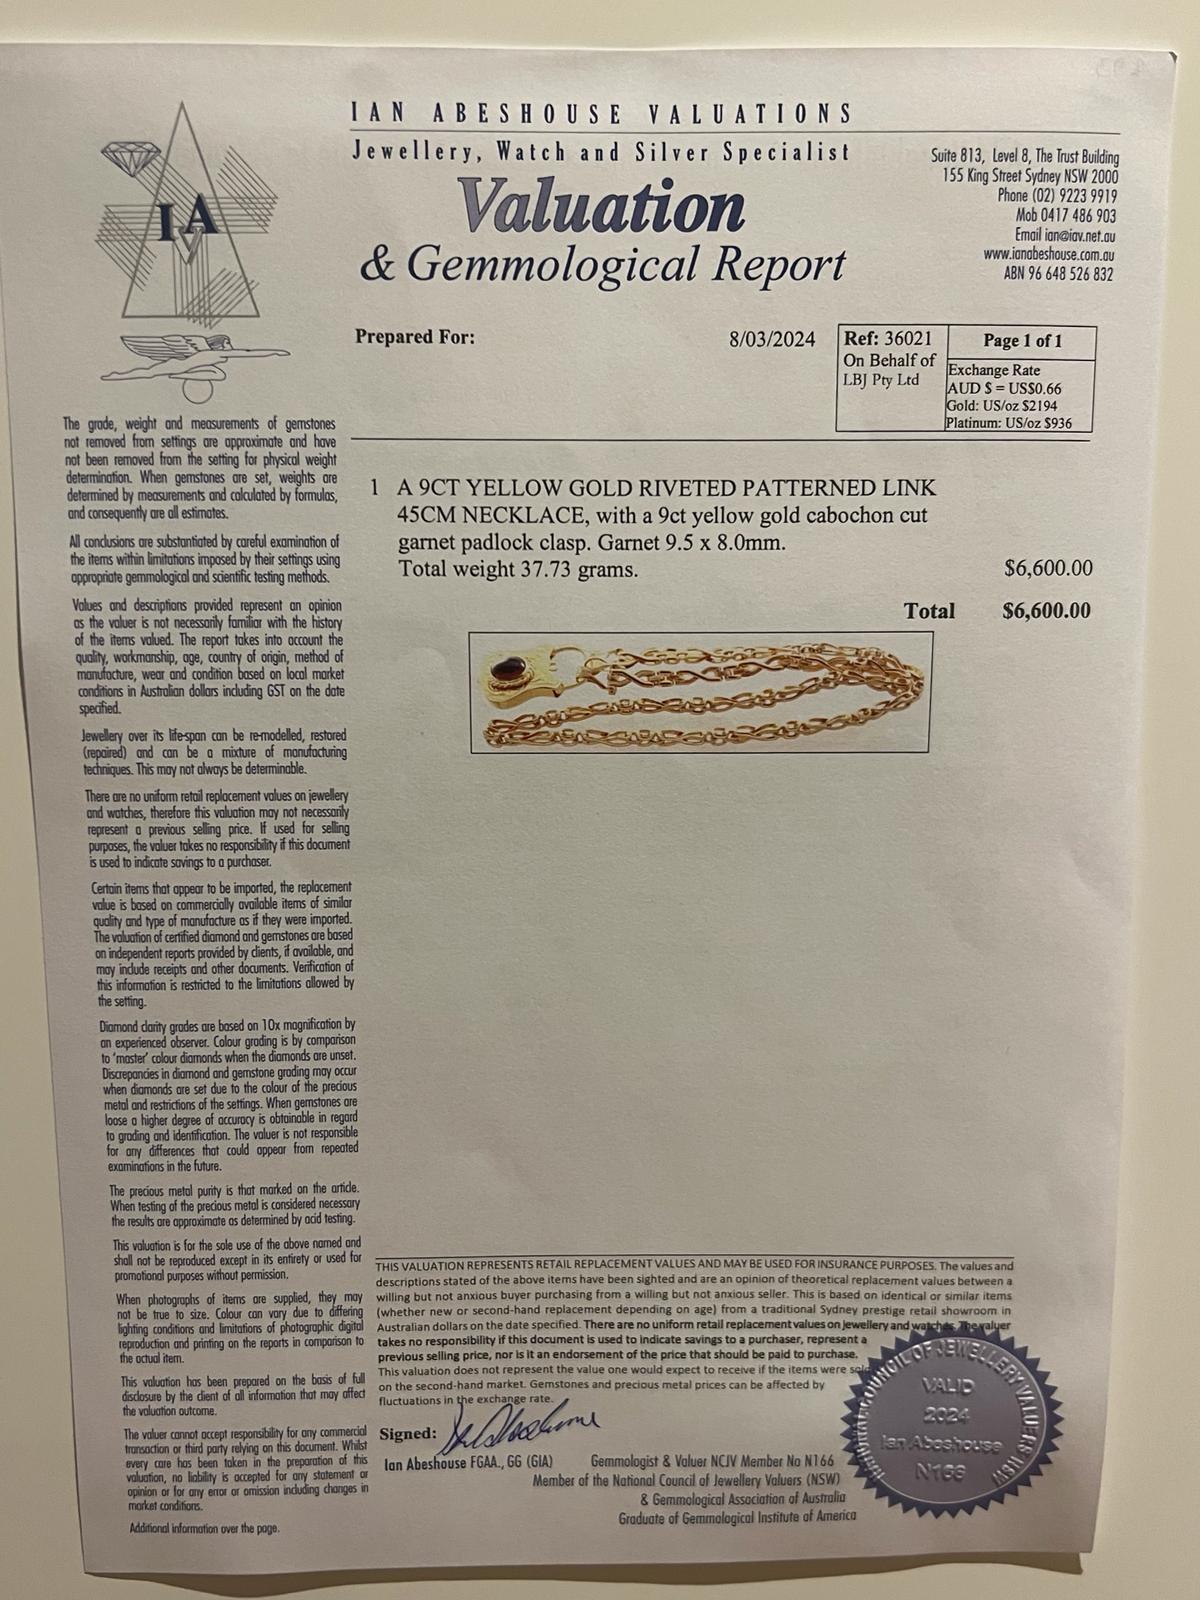 IAN ABESHOUSE VALUATIONS
Jewellery, Watch and Silver Specialist
Valuation
& Gemmological Report
Suite 813, Level 8, The Trust Building
155 King Street Sydney NSW 2000
Phone (02) 9223 9919
Mob 0417 486 903
Email ian@iav.net.au
www.ianabeshouse.com.au
ABN 96 648 526 832
IAV
Prepared For:
8/03/2024
Ref: 36021
On Behalf of
LBJ Pty Ltd
Page 1 of 1
Exchange Rate
AUD $ = US$0.66
Gold: US/oz $2194
Platinum: US/oz $936
The grade, weight and measurements of gemstones
not removed from settings are approximate and have
not been removed from the setting for physical weight
determination. When gemstones are set, weights are
determined by measurements and calculated by formulas,
and consequently are all estimates.
All conclusions are substantiated by careful examination of
the items within limitations imposed by their settings using
appropriate gemmological and scientific testing methods.
Values and descriptions provided represent an opinion
as the valuer is not necessarily familiar with the history
of the items valued. The report takes into account the
quality, workmanship, age, country of origin, method of
manufacture, wear and condition based on local market
conditions in Australian dollars including GST on the date
specified.
Jewellery over its life-span can be re-modelled, restored
(repaired) and can be a mixture of manufacturing
techniques. This may not always be determinable.
There are no uniform retail replacement values on jewellery
and watches, therefore this valuation may not necessarily
represent a previous selling price. If used for selling
purposes, the valuer takes no responsibility if this document
is used to indicate savings to a purchaser.
Certain items that appear to be imported, the replacement
value is based on commercially available items of similar
quality and type of manufacture as if they were imported.
The valuation of certified diamond and gemstones are based
on independent reports provided by clients, if available, and
may include receipts and other documents. Verification of
this information is restricted to the limitations allowed by
the setting.
Diamond clarity grades are based on 10x magnification by
an experienced observer. Colour grading is by comparison
to 'master' colour diamonds when the diamonds are unset.
Discrepancies in diamond and gemstone grading may occur
when diamonds are set due to the colour of the precious
metal and restrictions of the settings. When gemstones are
loose a higher degree of accuracy is obtainable in regard
to grading and identification. The valuer is not responsible
for any differences that could appear from repeated
examinations in the future.
The precious metal purity is that marked on the article.
When testing of the precious metal is considered necessary
the results are approximate as determined by acid testing.
This valuation is for the sole use of the above named and
shall not be reproduced except in its entirety or used for
promotional purposes without permission.
When photographs of items are supplied, they may
not be true to size. Colour can vary due to differing
lighting conditions and limitations of photographic digital
reproduction and printing on the reports in comparison to
the actual item.
This valuation has been prepared on the basis of full
disclosure by the client of all information that may affect
the valuation outcome.
The valuer cannot accept responsibility for any commercial
transaction or third party relying on this document. Whilst
every care has been taken in the preparation of this
valuation, no liability is accepted for any statement or
opinion or for any error or omission including changes in
market conditions.
Additional information over the page.
1 A 9CT YELLOW GOLD RIVETED PATTERNED LINK
45CM NECKLACE, with a 9ct yellow gold cabochon cut
garnet padlock clasp. Garnet 9.5 x 8.0mm.
Total weight 37.73 grams. $6,600.00
Total $6,600.00
THIS VALUATION REPRESENTS RETAIL REPLACEMENT VALUES AND MAY BE USED FOR INSURANCE PURPOSES. The values and
descriptions stated of the above items have been sighted and are an opinion of theoretical replacement values between a
willing but not anxious buyer purchasing from a willing but not anxious seller. This is based on identical or similar items
(whether new or second-hand replacement depending on age) from a traditional Sydney prestige retail showroom in
Australian dollars on the date specified. There are no uniform retail replacement values on jewellery and watches. The valuer
takes no responsibility if this document is used to indicate savings to a purchaser, represent a
previous selling price, nor is it an endorsement of the price that should be paid to purchase.
This valuation does not represent the value one would expect to receive if the items were sold
on the second-hand market. Gemstones and precious metal prices can be affected by
fluctuations in the exchange rate.
Signed:
Ian Abeshouse FGAA., GG (GIA)
Gemmologist & Valuer NCJV Member No N166
Member of the National Council of Jewellery Valuers (NSW)
& Gemmological Association of Australia
Graduate of Gemmological Institute of America
COUNCIL OF JEWELLERY VALUERS NSW
VALID
2024
Ian Abeshouse
N166